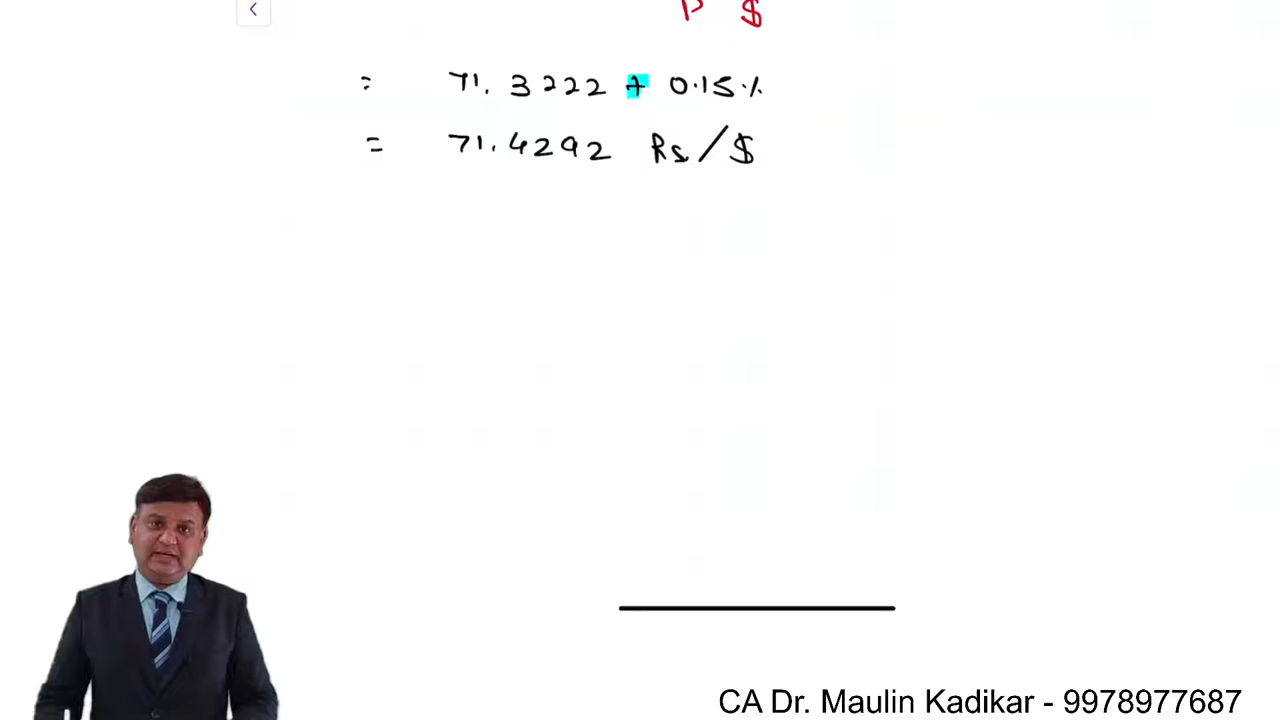 $
= 71.3222 + 0.15%
= 71.4292 Rs/$
CA Dr. Maulin Kadikar - 9978977687